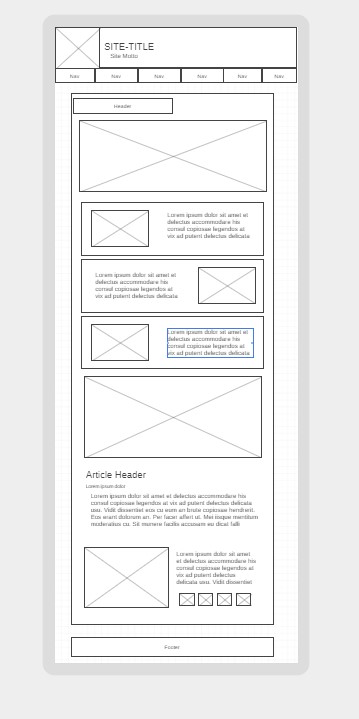 SITE-TITLE
Site Motto
Nav Nav Nav Nav Nav Nav
Header
Lorem ipsum dolor sit amet et
delectus accommodare his
consul copiosae legendos at
vix ad putent delectus delicata
Lorem ipsum dolor sit amet et
delectus accommodare his
consul copiosae legendos at
vix ad putent delectus delicata
Lorem ipsum dolor sit amet et
delectus accommodare his
consul copiosae legendos at
vix ad putent delectus delicata
Article Header
Lorem ipsum dolor
Lorem ipsum dolor sit amet et delectus accommodare his
consul copiosae legendos at vix ad putent delectus delicata
usu. Vidit dissentiet eos cu eum an brute copiosae hendrerit.
Eos erant dolorum an. Per facer affert ut. Mei iisque mentitum
moderatius cu. Sit munere facilis accusam eu dicat falli
Lorem ipsum dolor sit amet
et delectus accommodare his
consul copiosae legendos at
vix ad putent delectus
delicata usu. Vidit dissentiet
Footer